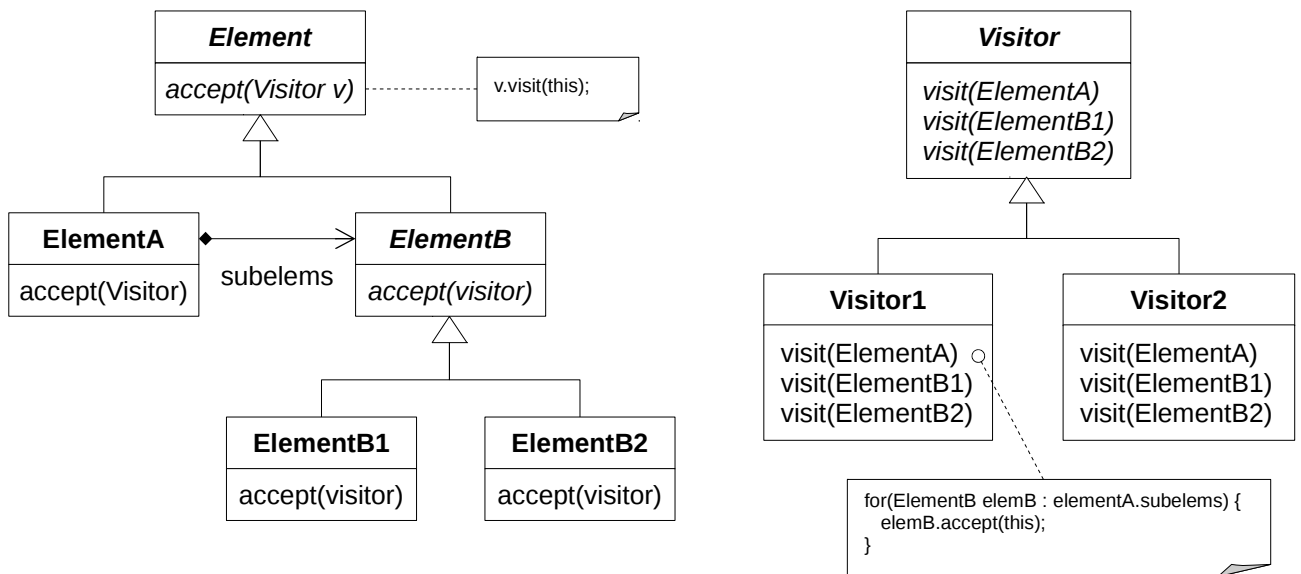 Element
accept(Visitor v)
v.visit(this);
ElementA
accept(Visitor)
subelems
ElementB
accept(visitor)
ElementB1
accept(visitor)
ElementB2
accept(visitor)
Visitor
visit(ElementA)
visit(ElementB1)
visit(ElementB2)
Visitor1
visit(ElementA)
visit(ElementB1)
visit(ElementB2)
Visitor2
visit(ElementA)
visit(ElementB1)
visit(ElementB2)
for(ElementB elemB : elementA.subelems) {
elemB.accept(this);
}